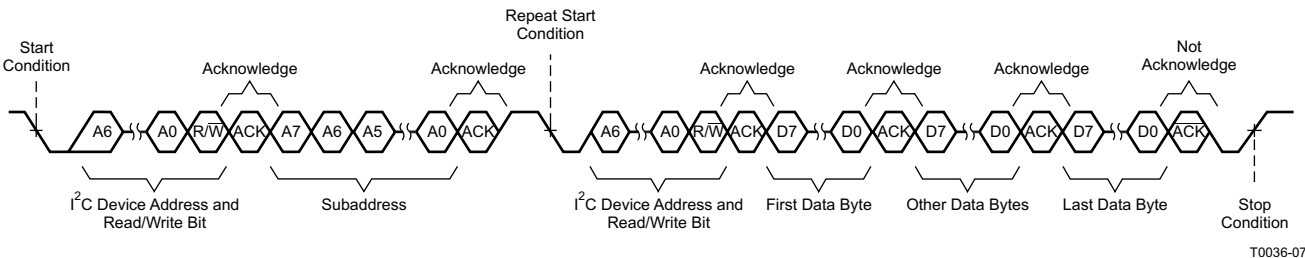 Repeat Start
Condition
Start
Condition
Not
Acknowledge
Acknowledge
Acknowledge
Acknowledge
Acknowledge
Acknowledge
A6 A0 R/W̅ ACK A7 A6 A5 A0 ACK A6 A0 R/W̅ ACK D7 D0 ACK D7 D0 ACK D7 D0 A̅C̅K̅
I²C Device Address and
Read/Write Bit
Subaddress
I²C Device Address and
Read/Write Bit
First Data Byte
Other Data Bytes
Last Data Byte
Stop
Condition
T0036-07